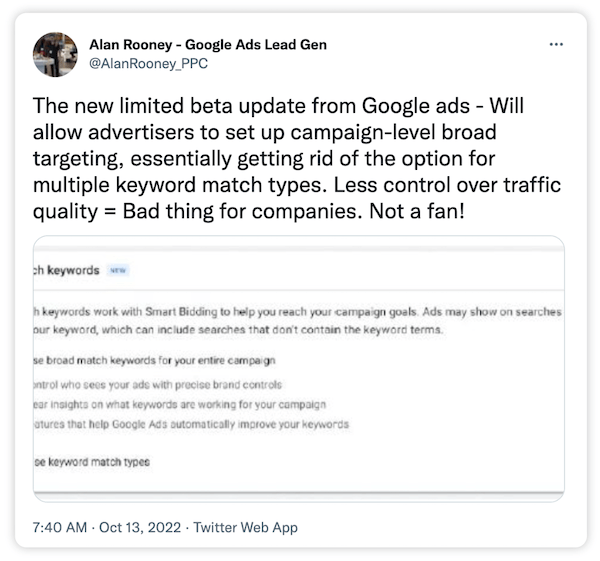 Alan Rooney - Google Ads Lead Gen
@AlanRooney_PPC
The new limited beta update from Google ads - Will
allow advertisers to set up campaign-level broad
targeting, essentially getting rid of the option for
multiple keyword match types. Less control over traffic
quality = Bad thing for companies. Not a fan!
ch keywords NEW
h keywords work with Smart Bidding to help you reach your campaign goals. Ads may show on searches
our keyword, which can include searches that don't contain the keyword terms.
se broad match keywords for your entire campaign
ontrol who sees your ads with precise brand controls
ear insights on what keywords are working for your campaign
atures that help Google Ads automatically improve your keywords
se keyword match types
7:40 AM · Oct 13, 2022 · Twitter Web App